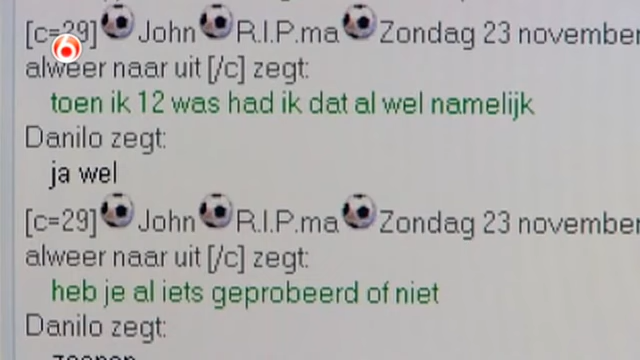 [c=29] John R.I.P.ma Zondag 23 november
alweer naar uit [/c] zegt:
toen ik 12 was had ik dat al wel namelijk
Danilo zegt:
ja wel
[c=29] John R.I.P.ma Zondag 23 november
alweer naar uit [/c] zegt:
heb je al iets geprobeerd of niet
Danilo zegt:
zoenen
6